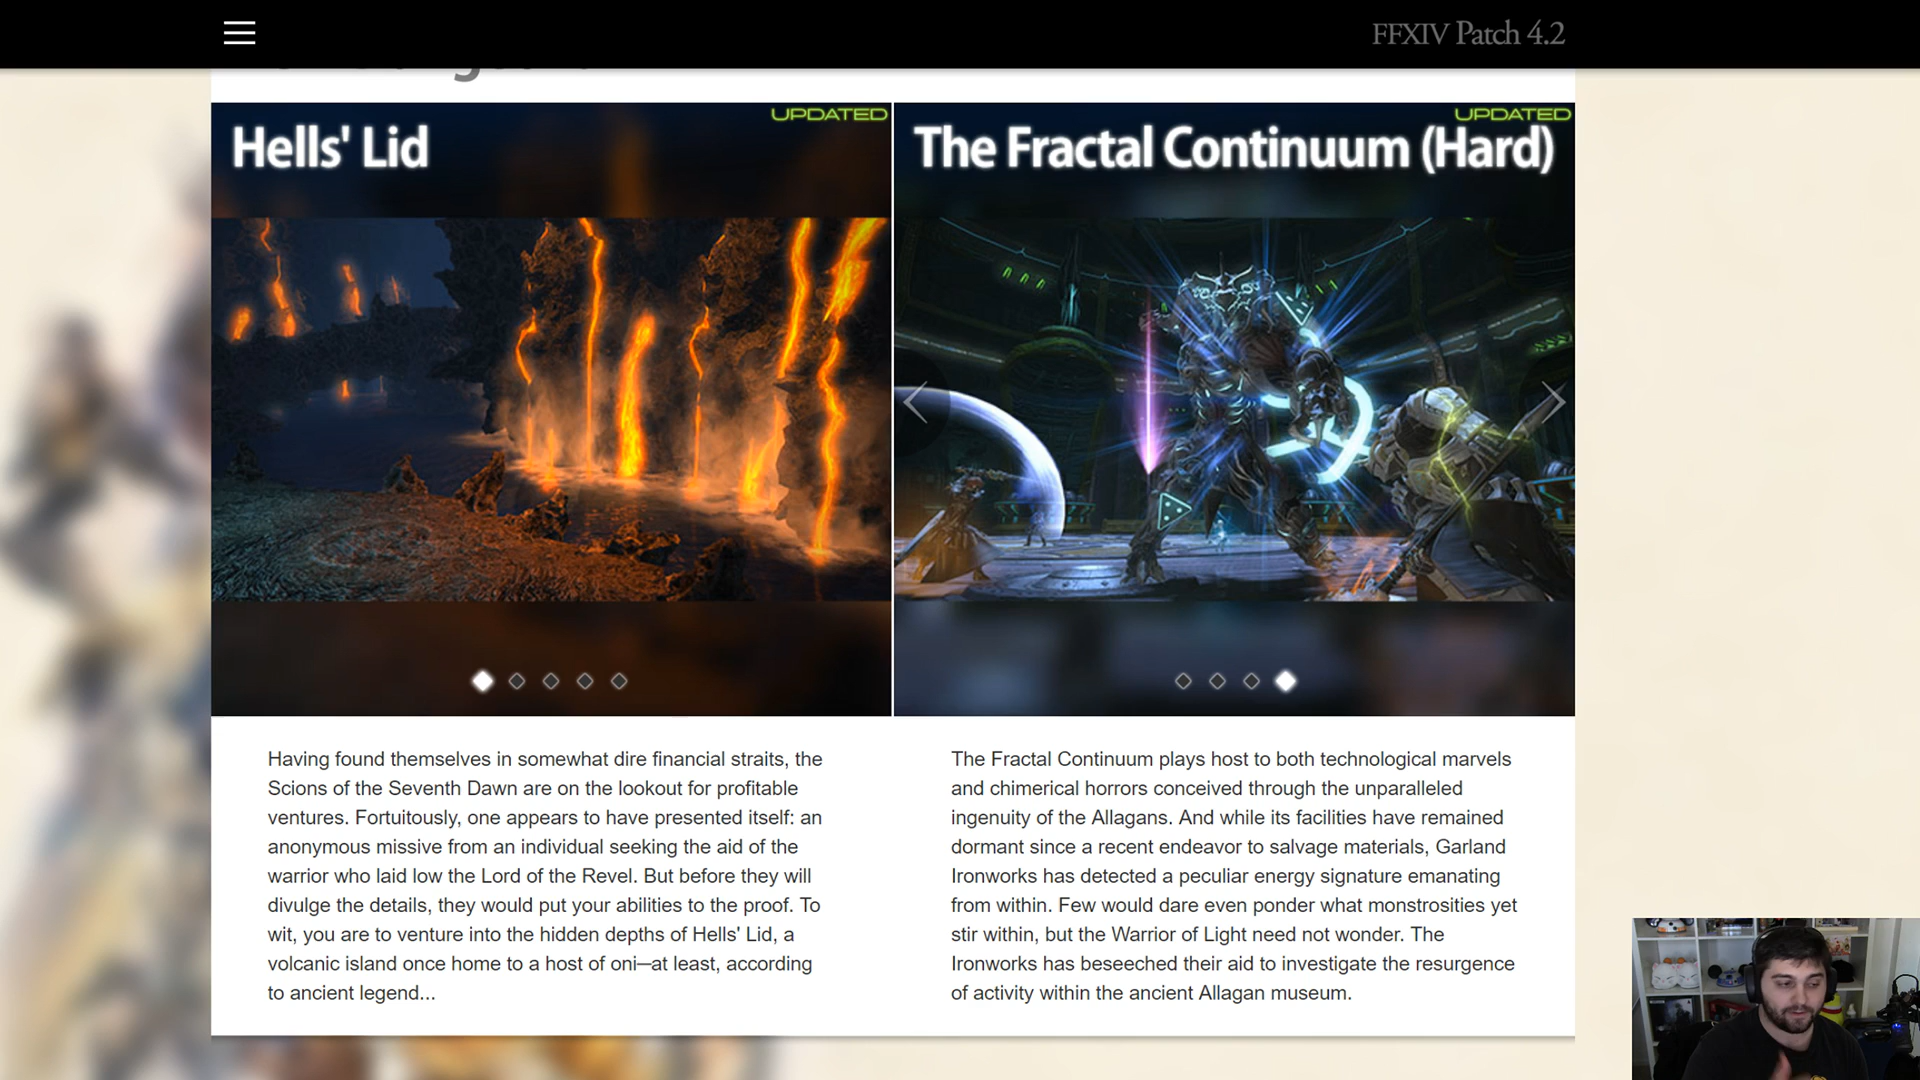 FFXIV Patch 4.2
UPDATED
Hells' Lid
UPDATED
The Fractal Continuum (Hard)
Having found themselves in somewhat dire financial straits, the
Scions of the Seventh Dawn are on the lookout for profitable
ventures. Fortuitously, one appears to have presented itself: an
anonymous missive from an individual seeking the aid of the
warrior who laid low the Lord of the Revel. But before they will
divulge the details, they would put your abilities to the proof. To
wit, you are to venture into the hidden depths of Hells' Lid, a
volcanic island once home to a host of oni—at least, according
to ancient legend...
The Fractal Continuum plays host to both technological marvels
and chimerical horrors conceived through the unparalleled
ingenuity of the Allagans. And while its facilities have remained
dormant since a recent endeavor to salvage materials, Garland
Ironworks has detected a peculiar energy signature emanating
from within. Few would dare even ponder what monstrosities yet
stir within, but the Warrior of Light need not wonder. The
Ironworks has beseeched their aid to investigate the resurgence
of activity within the ancient Allagan museum.